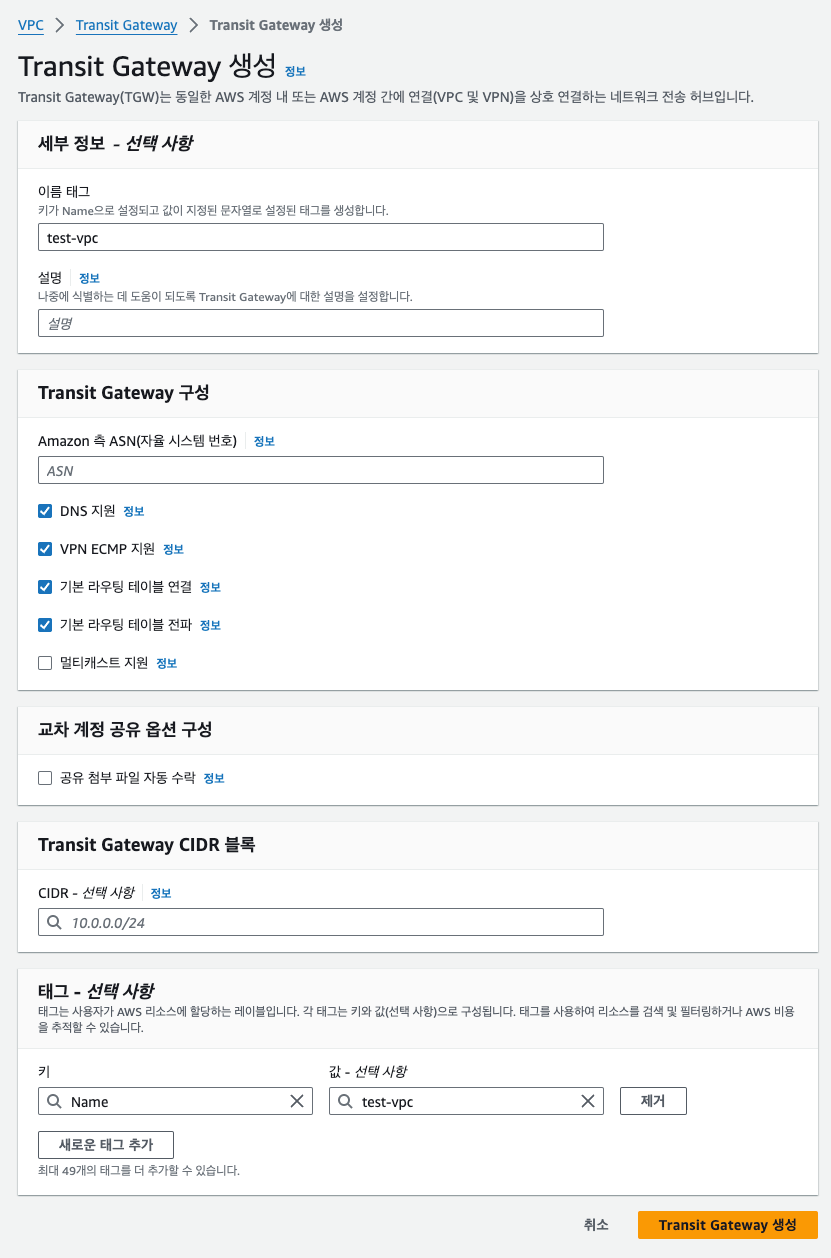 VPC > Transit Gateway > Transit Gateway 생성
Transit Gateway 생성 정보
Transit Gateway(TGW)는 동일한 AWS 계정 내 또는 AWS 계정 간에 연결(VPC 및 VPN)을 상호 연결하는 네트워크 전송 허브입니다.
세부 정보 - 선택 사항
이름 태그
키가 Name으로 설정되고 값이 지정된 문자열로 설정된 태그를 생성합니다.
test-vpc
설명 정보
나중에 식별하는 데 도움이 되도록 Transit Gateway에 대한 설명을 설정합니다.
설명
Transit Gateway 구성
Amazon 측 ASN(자율 시스템 번호) 정보
ASN
DNS 지원 정보
VPN ECMP 지원 정보
기본 라우팅 테이블 연결 정보
기본 라우팅 테이블 전파 정보
멀티캐스트 지원 정보
교차 계정 공유 옵션 구성
공유 첨부 파일 자동 수락 정보
Transit Gateway CIDR 블록
CIDR - 선택 사항 정보
10.0.0.0/24
태그 - 선택 사항
태그는 사용자가 AWS 리소스에 할당하는 레이블입니다. 각 태그는 키와 값(선택 사항)으로 구성됩니다. 태그를 사용하여 리소스를 검색 및 필터링하거나 AWS 비용
을 추적할 수 있습니다.
키 값 - 선택 사항
Name test-vpc 제거
새로운 태그 추가
최대 49개의 태그를 더 추가할 수 있습니다.
취소 Transit Gateway 생성